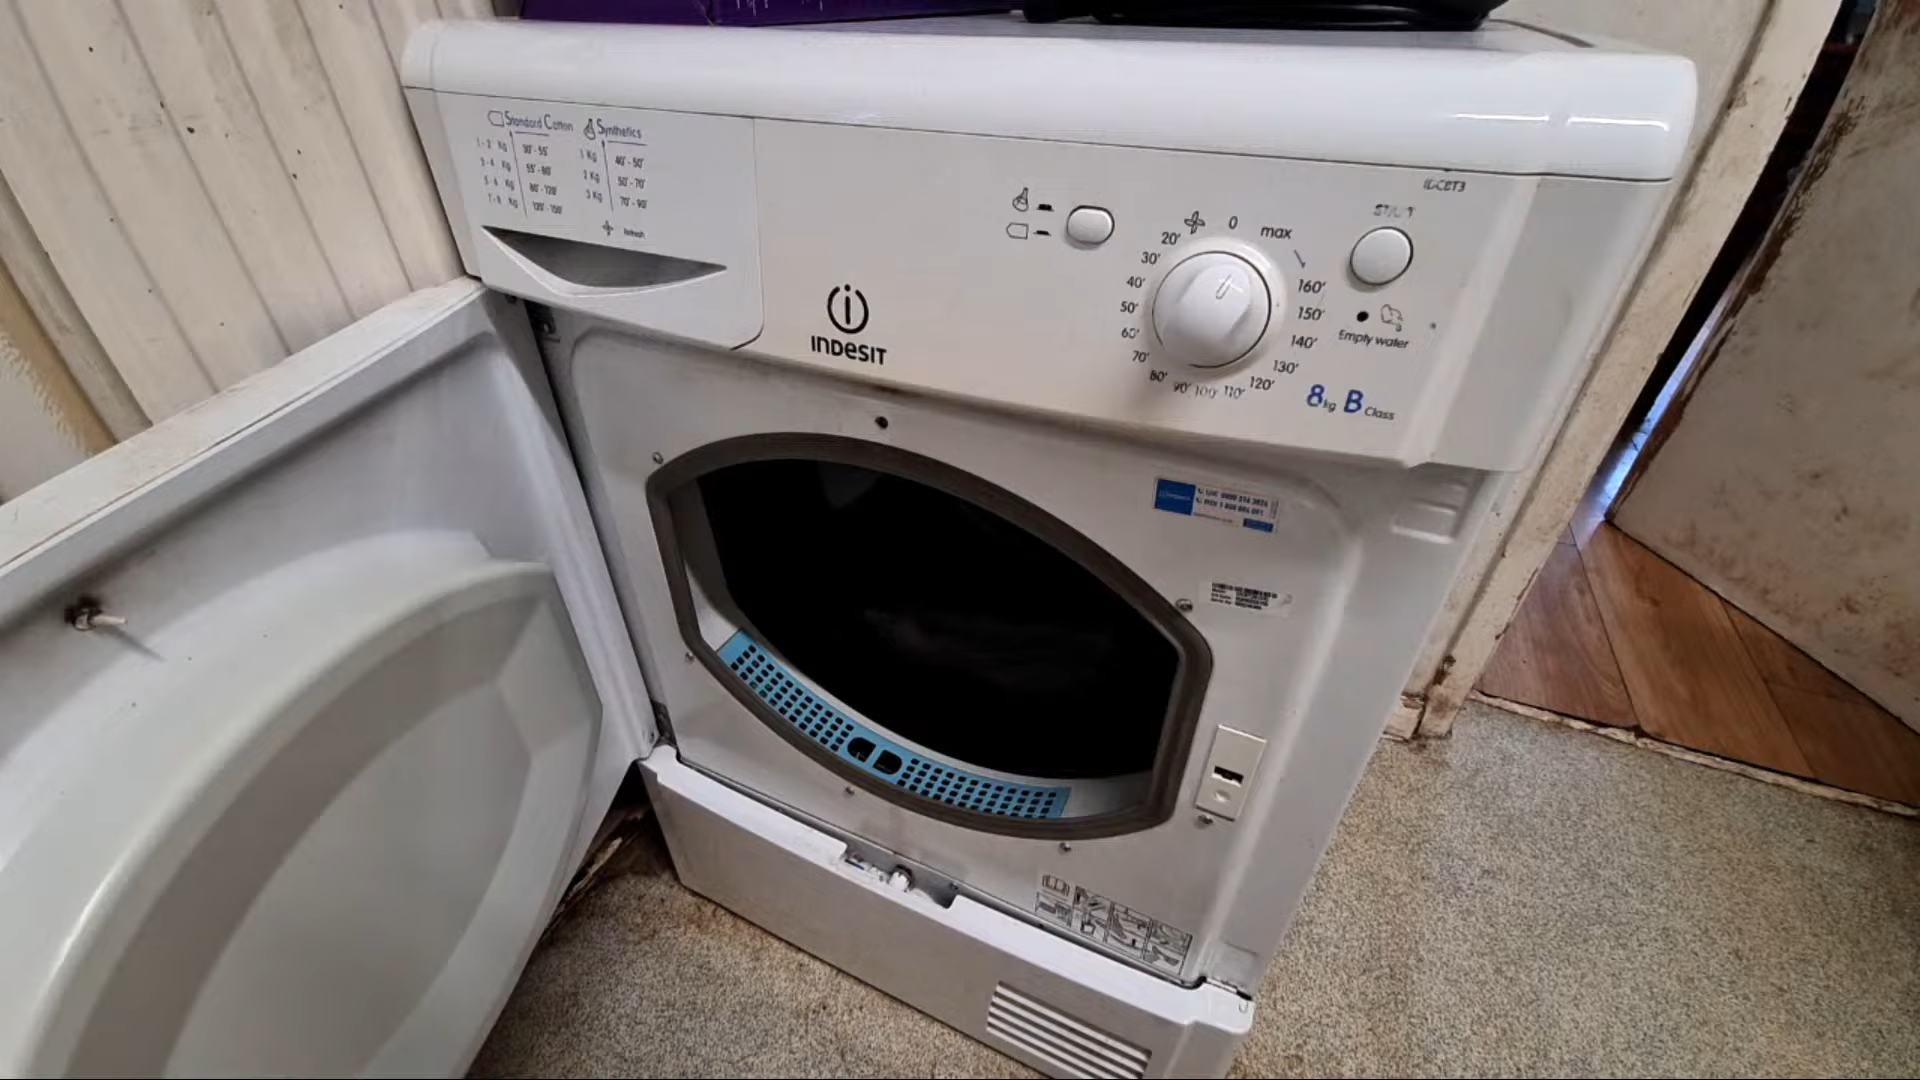 Standard Cotton
1 - 2 Kg 30' - 55'
3 - 4 Kg 55' - 80'
5 - 6 Kg 80' - 120'
7 - 8 Kg 120' - 150'
Synthetics
1 Kg 40' - 50'
2 Kg 50' - 70'
3 Kg 70' - 90'
Refresh
INDESIT
0
max
20'
30'
40'
50'
60'
70'
80'
90'
100'
110'
120'
130'
140'
150'
160'
START
Empty water
8kg B Class